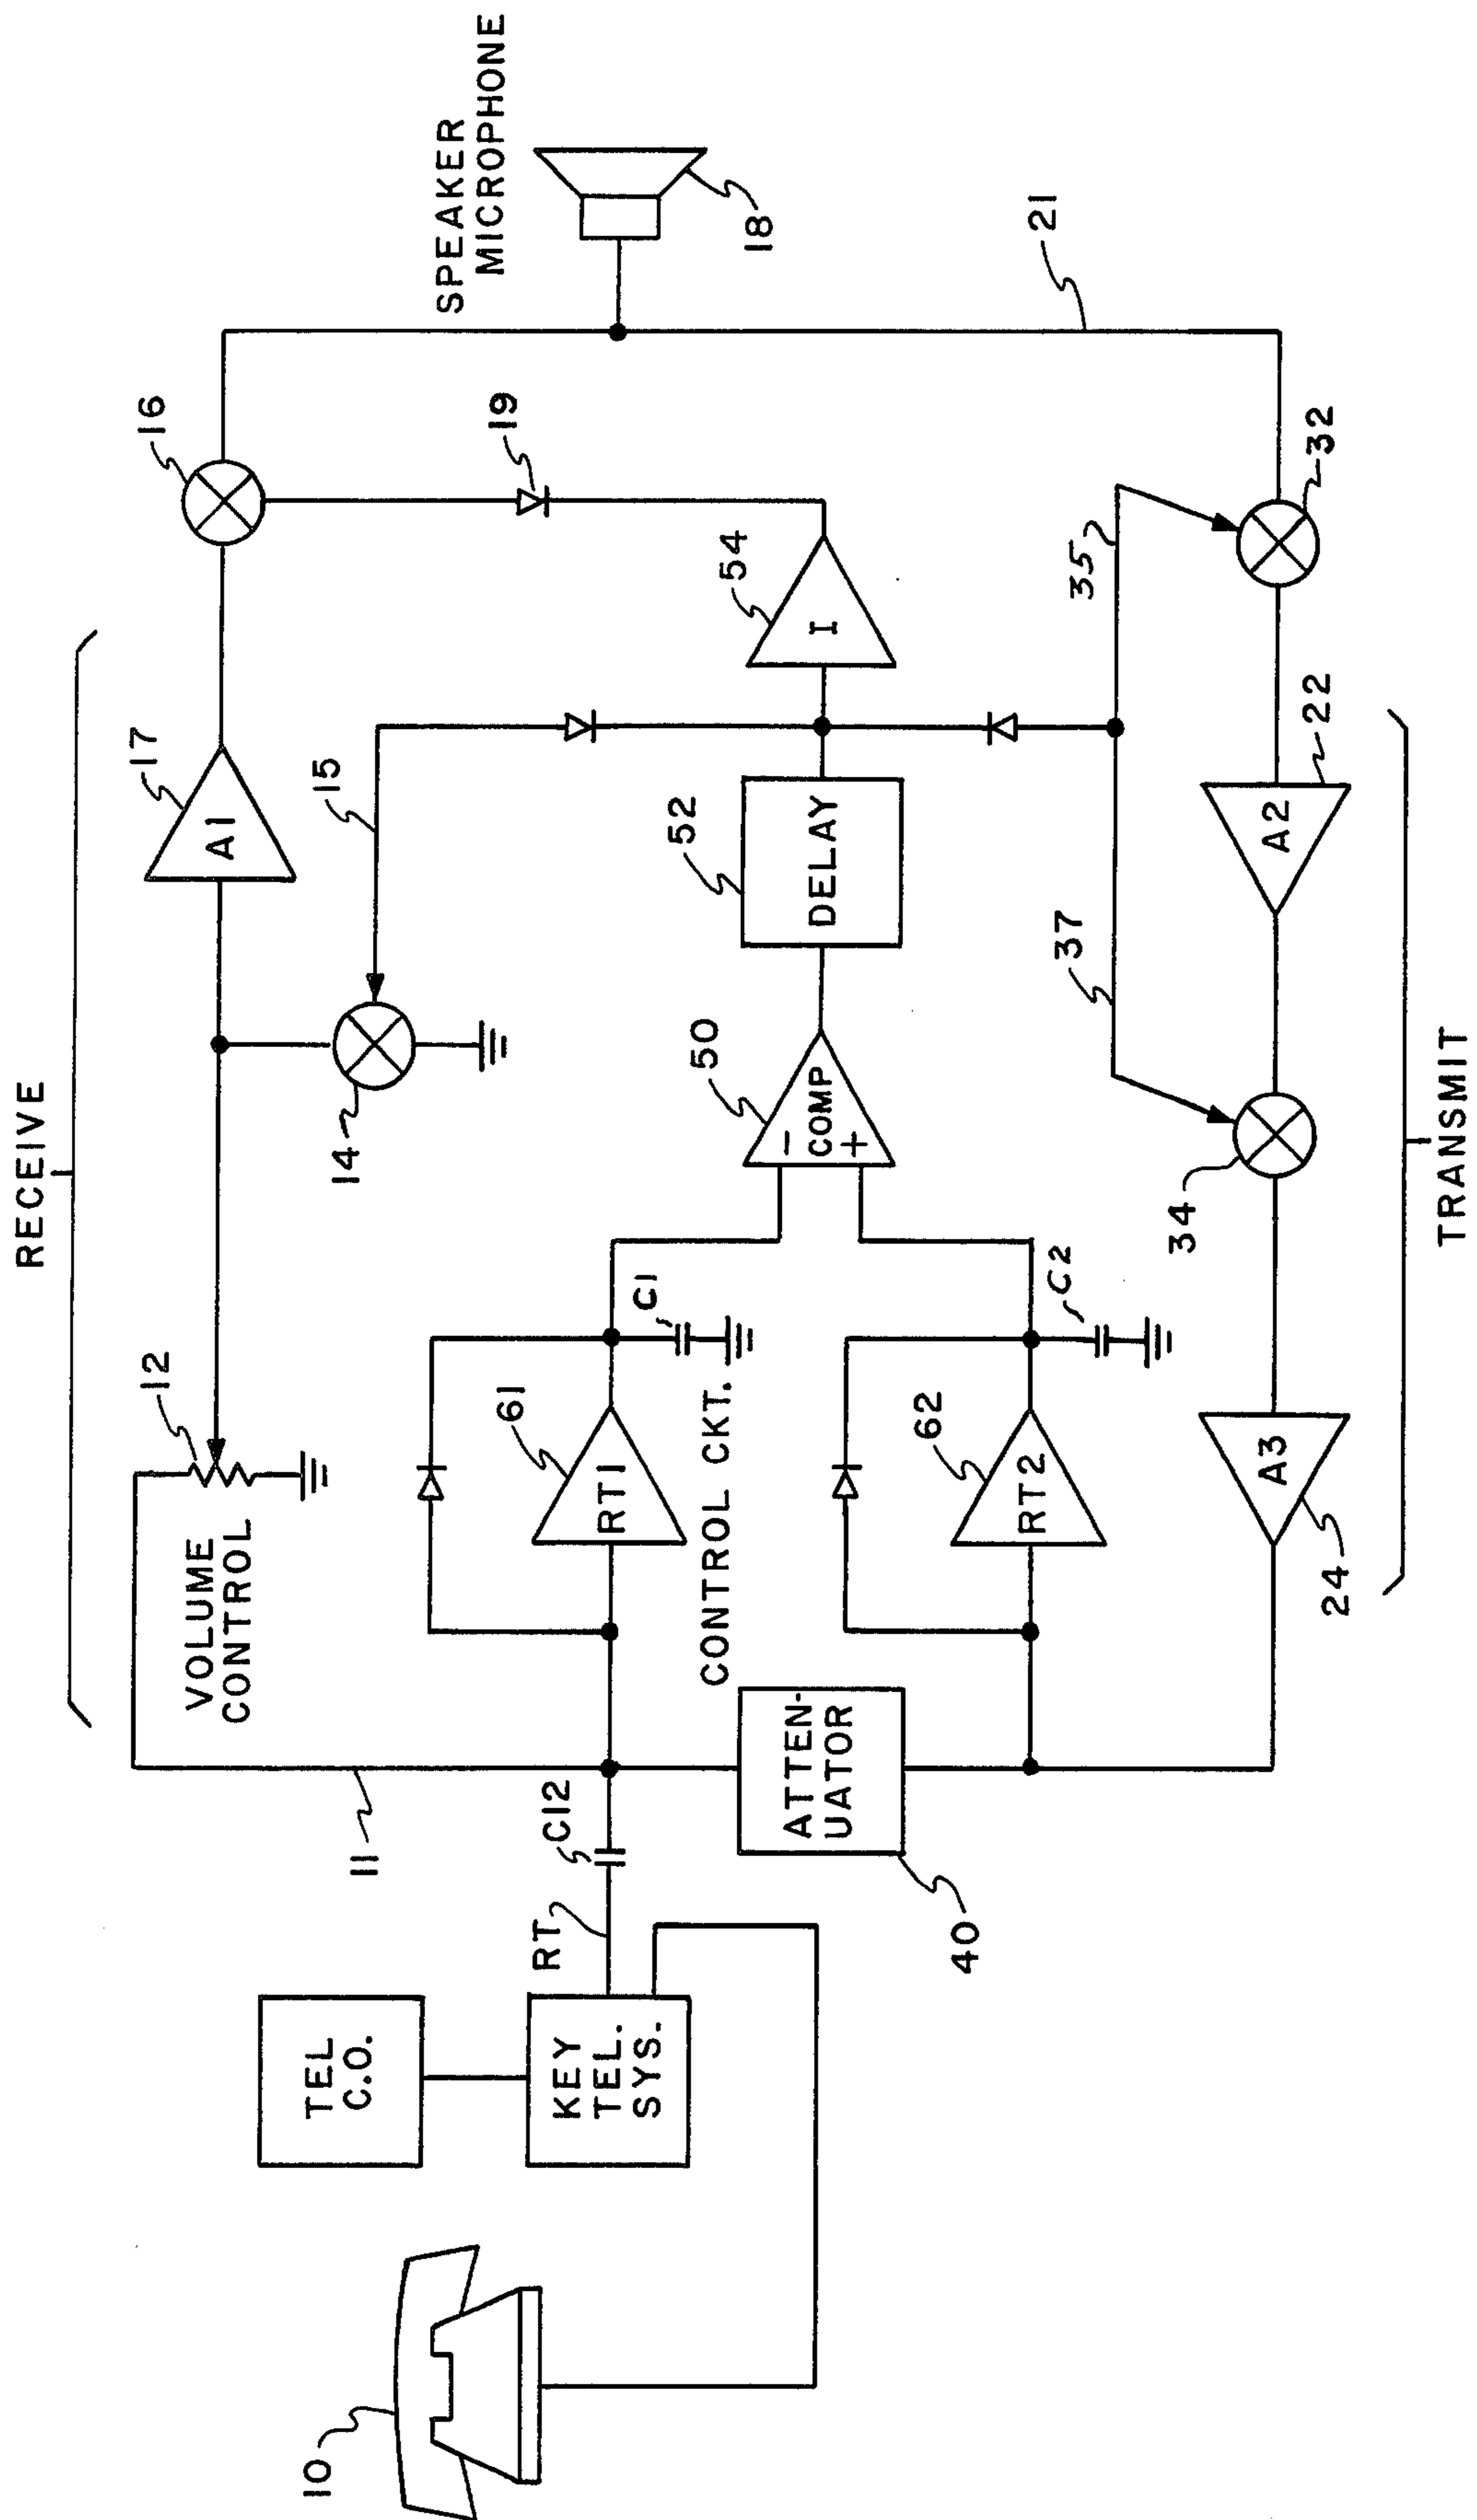 RECEIVE
10
TEL
C.O.
KEY
TEL.
SYS.
RT
C12
11
VOLUME
CONTROL
12
14
15
17
A1
16
19
SPEAKER
MICROPHONE
18
21
61
RT1
C1
CONTROL CKT.
ATTEN-
UATOR
40
62
RT2
C2
50
−
COMP
+
52
DELAY
54
I
35
37
32
22
A2
34
A3
24
TRANSMIT